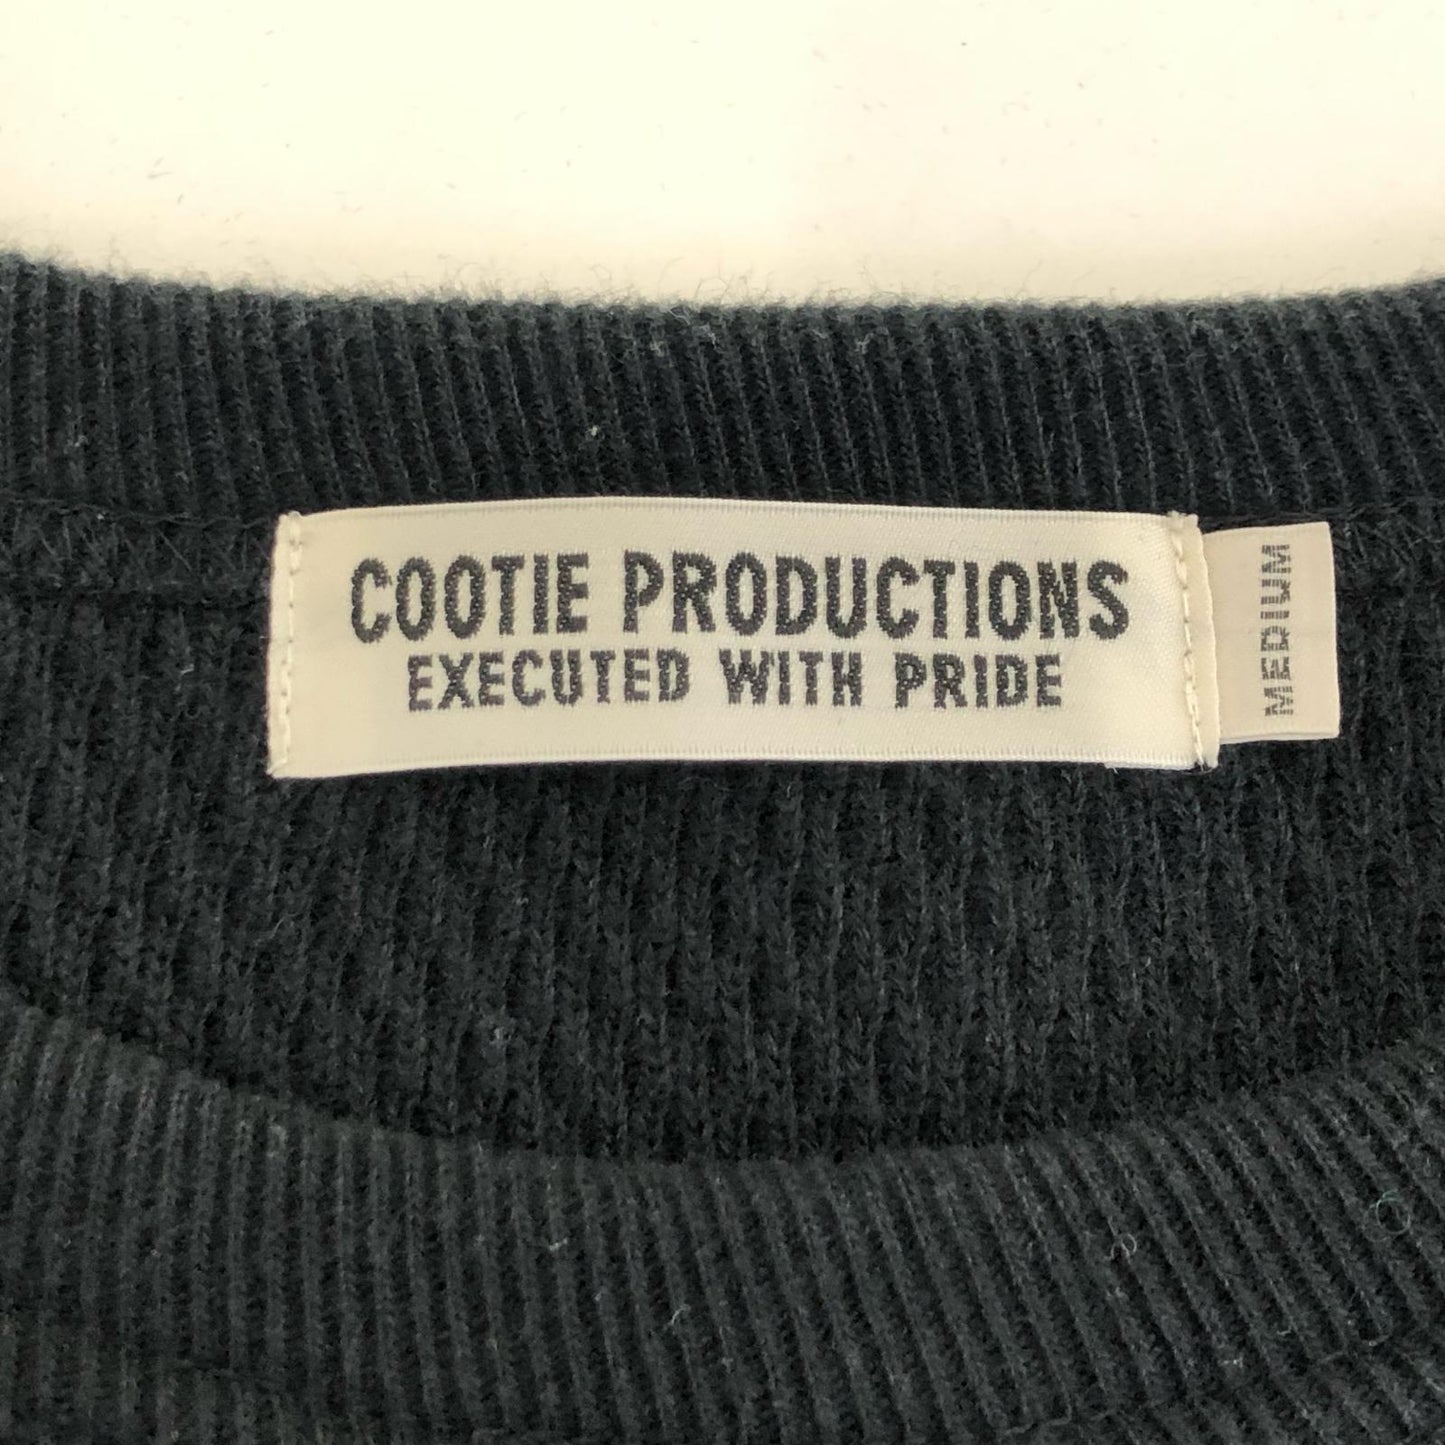 COOTIE PRODUCTIONS
EXECUTED WITH PRIDE
MEDIUM